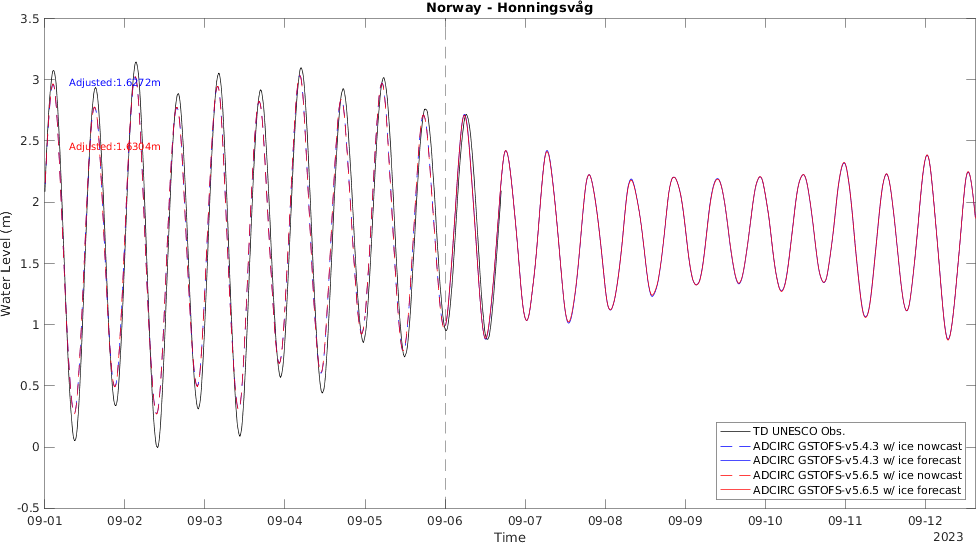 Norway - Honningsvåg
3.5
3
2.5
2
1.5
1
0.5
0
-0.5
Water Level (m)
Adjusted:1.6272m
Adjusted:1.6304m
TD UNESCO Obs.
ADCIRC GSTOFS-v5.4.3 w/ ice nowcast
ADCIRC GSTOFS-v5.4.3 w/ ice forecast
ADCIRC GSTOFS-v5.6.5 w/ ice nowcast
ADCIRC GSTOFS-v5.6.5 w/ ice forecast
09-01 09-02 09-03 09-04 09-05 09-06 09-07 09-08 09-09 09-10 09-11 09-12
Time
2023